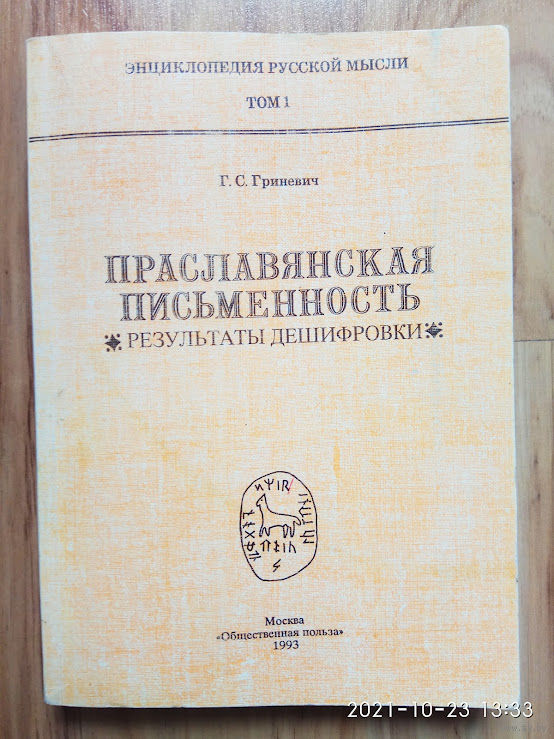 ЭНЦИКЛОПЕДИЯ РУССКОЙ МЫСЛИ
ТОМ 1
Г. С. Гриневич
ПРАСЛАВЯНСКАЯ
ПИСЬМЕННОСТЬ
РЕЗУЛЬТАТЫ ДЕШИФРОВКИ
Москва
«Общественная польза»
1993
2021-10-23 13:33